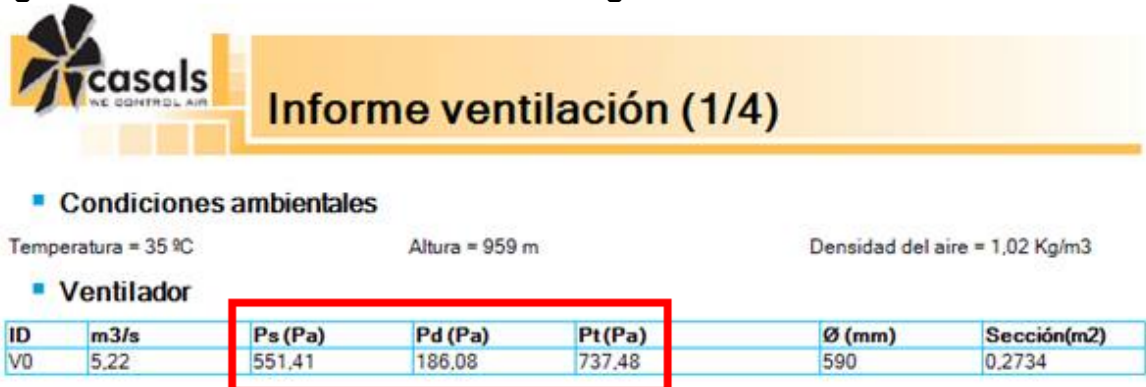 casals
WE CONTROL AIR
Informe ventilación (1/4)
Condiciones ambientales
Temperatura = 35 ºC Altura = 959 m Densidad del aire = 1,02 Kg/m3
Ventilador
ID m3/s Ps (Pa) Pd (Pa) Pt (Pa) Ø (mm) Sección(m2)
V0 5,22 551,41 186,08 737,48 590 0,2734